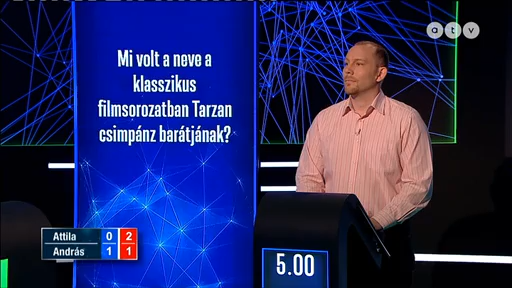 atv
Mi volt a neve a
klasszikus
filmsorozatban Tarzan
csimpánz barátjának?
Attila 0 2
András 1 1
5.00